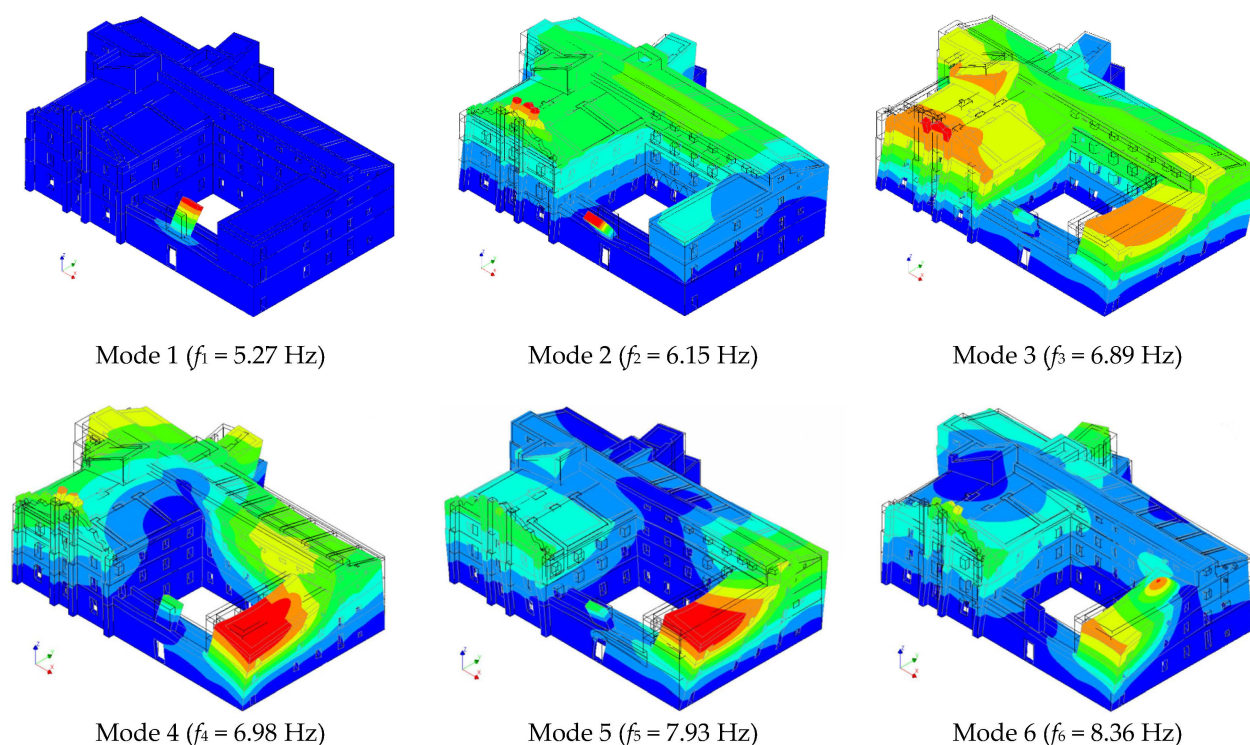 Mode 1 (f1 = 5.27 Hz)
Mode 2 (f2 = 6.15 Hz)
Mode 3 (f3 = 6.89 Hz)
Mode 4 (f4 = 6.98 Hz)
Mode 5 (f5 = 7.93 Hz)
Mode 6 (f6 = 8.36 Hz)